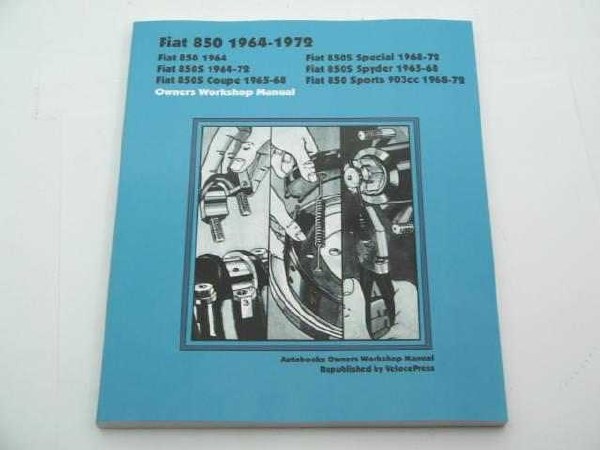 Fiat 850 1964-1972
Fiat 850 1964
Fiat 850S 1964-72
Fiat 850S Coupe 1965-68
Fiat 850S Special 1968-72
Fiat 850S Spyder 1965-68
Fiat 850 Sports 903cc 1968-72
Owners Workshop Manual
3
Autobooks Owners Workshop Manual
Republished by VelocePress